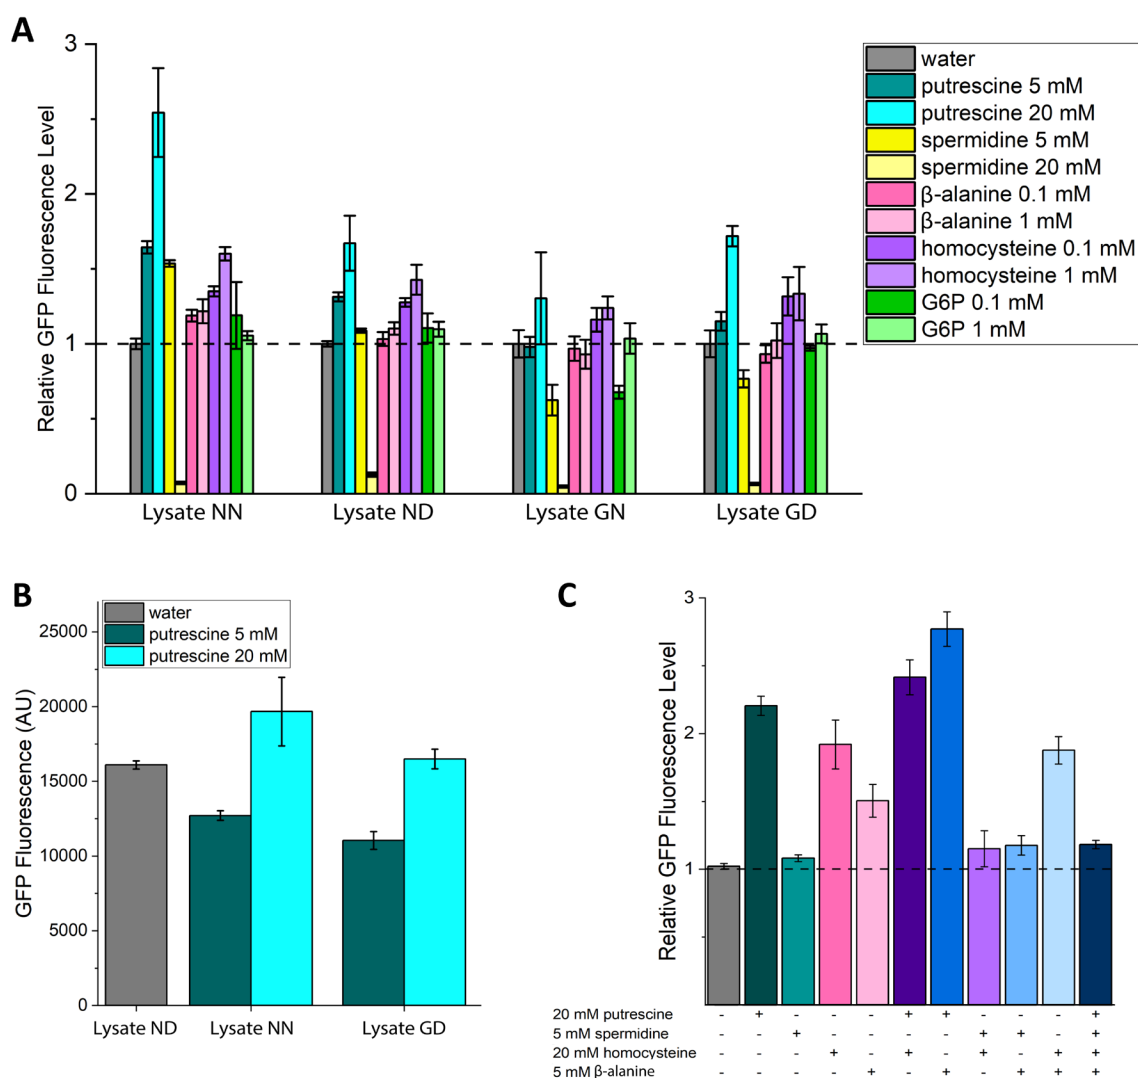 A
Relative GFP Fluorescence Level
3
2
1
0
Lysate NN Lysate ND Lysate GN Lysate GD
water
putrescine 5 mM
putrescine 20 mM
spermidine 5 mM
spermidine 20 mM
β-alanine 0.1 mM
β-alanine 1 mM
homocysteine 0.1 mM
homocysteine 1 mM
G6P 0.1 mM
G6P 1 mM
B
GFP Fluorescence (AU)
25000
20000
15000
10000
5000
0
water
putrescine 5 mM
putrescine 20 mM
Lysate ND Lysate NN Lysate GD
C
Relative GFP Fluorescence Level
3
2
1
20 mM putrescine - + - - - + + - - - +
5 mM spermidine - - + - - - - + + - +
20 mM homocysteine - - - + - + - + - + +
5 mM β-alanine - - - - + - + - + + +